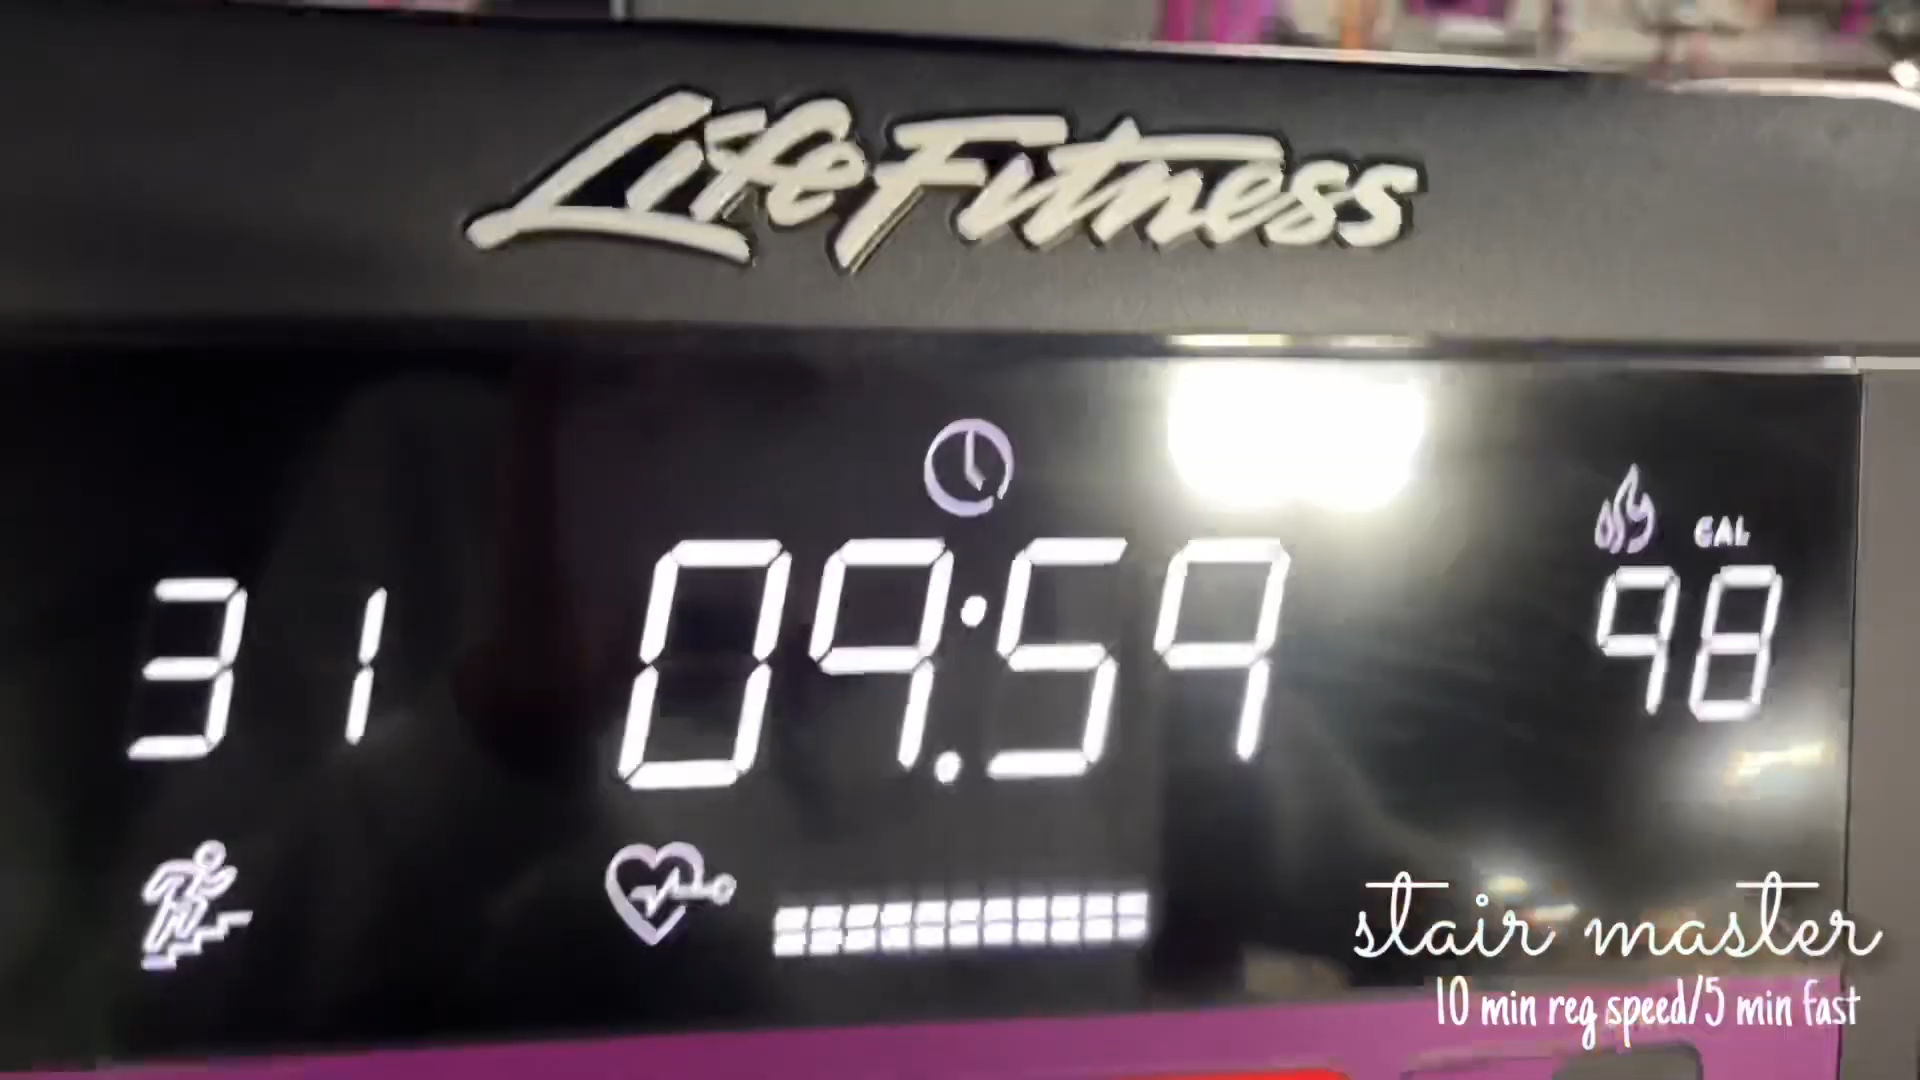 LifeFitness
CAL
31 09:59 98
stair master
10 min reg speed/5 min fast